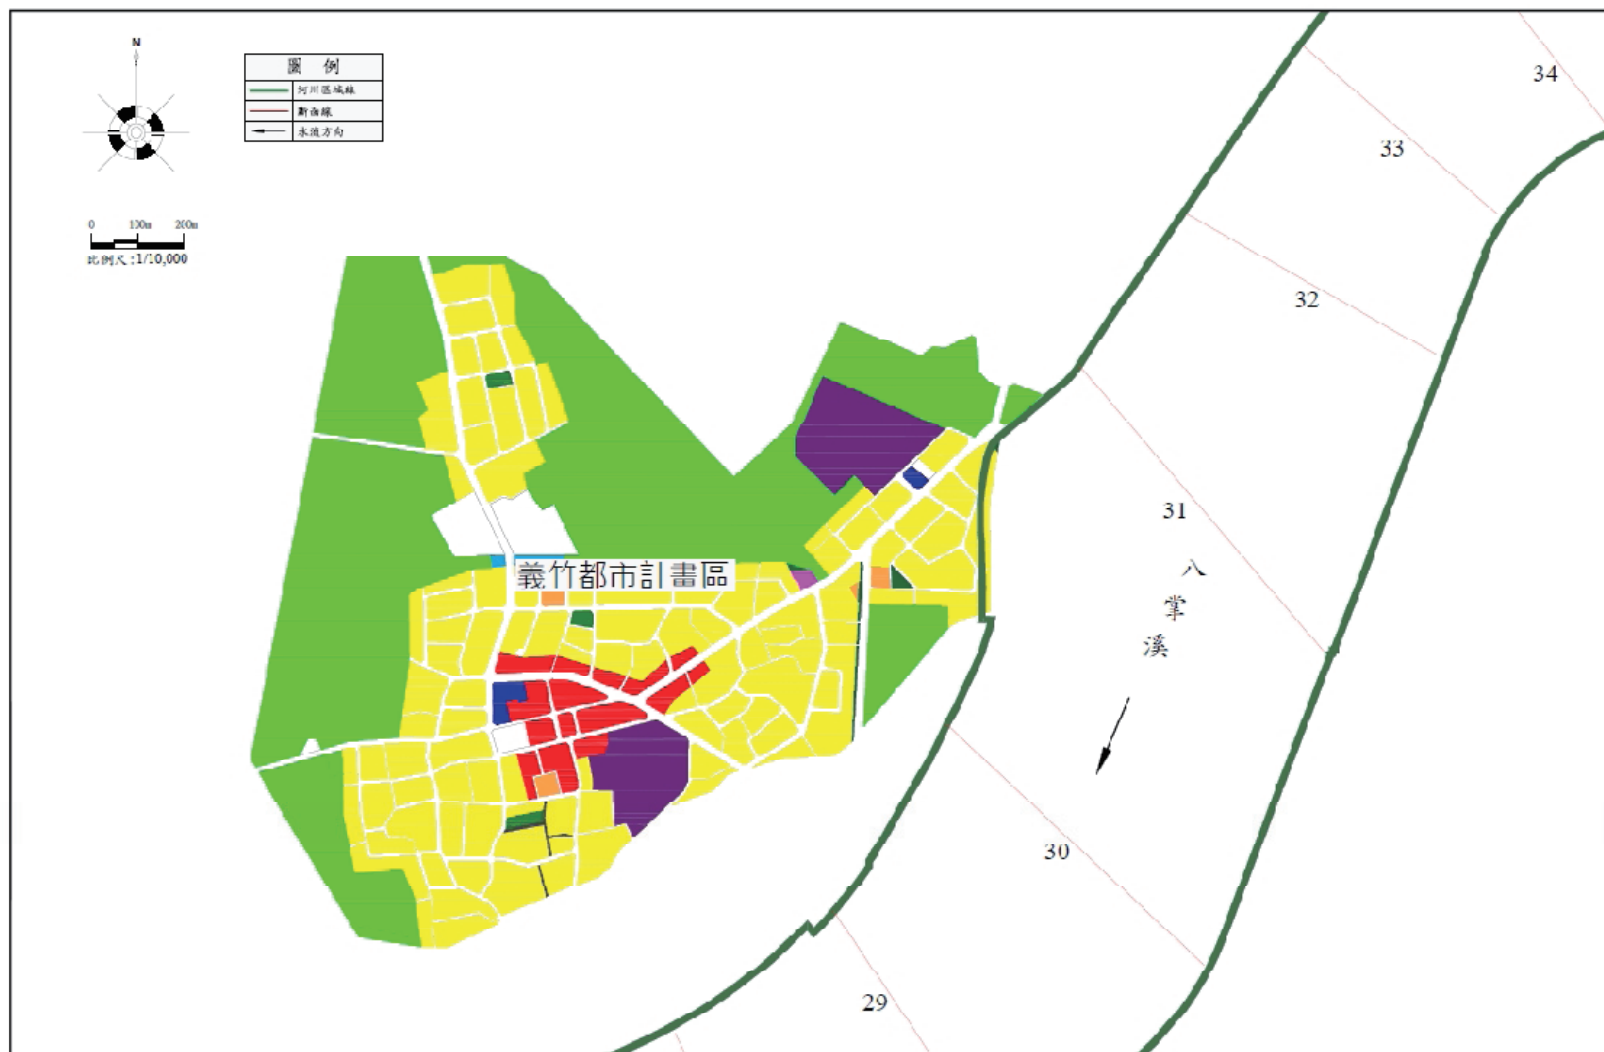 N
圖 例
河川區域線
斷面線
水流方向
0 100m 200m
比例尺:1/10,000
34
33
32
31
八掌溪
義竹都市計畫區
30
29